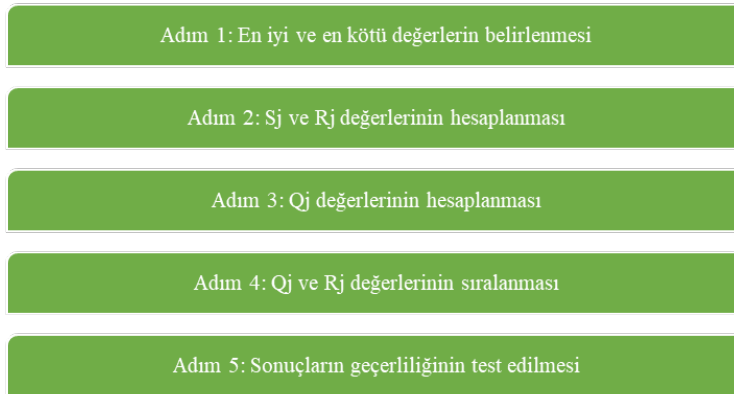 Adım 1: En iyi ve en kötü değerlerin belirlenmesi
Adım 2: Sj ve Rj değerlerinin hesaplanması
Adım 3: Qj değerlerinin hesaplanması
Adım 4: Qj ve Rj değerlerinin sıralanması
Adım 5: Sonuçların geçerliliğinin test edilmesi